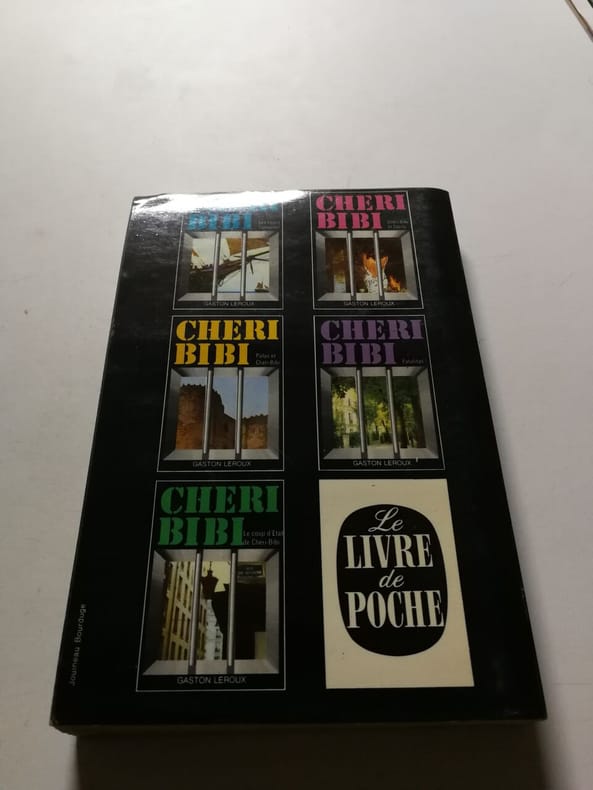 BIBI
GASTON LEROUX
CHERI
BIBI
GASTON LEROUX
CHERI
BIBI
Palas et
Chéri-Bibi
GASTON LEROUX
CHERI
BIBI
Fatalitas
GASTON LEROUX
CHERI
BIBI
Le coup d'Etat
de Chéri-Bibi
GASTON LEROUX
Le
LIVRE
de
POCHE
Jouineau Bourduge